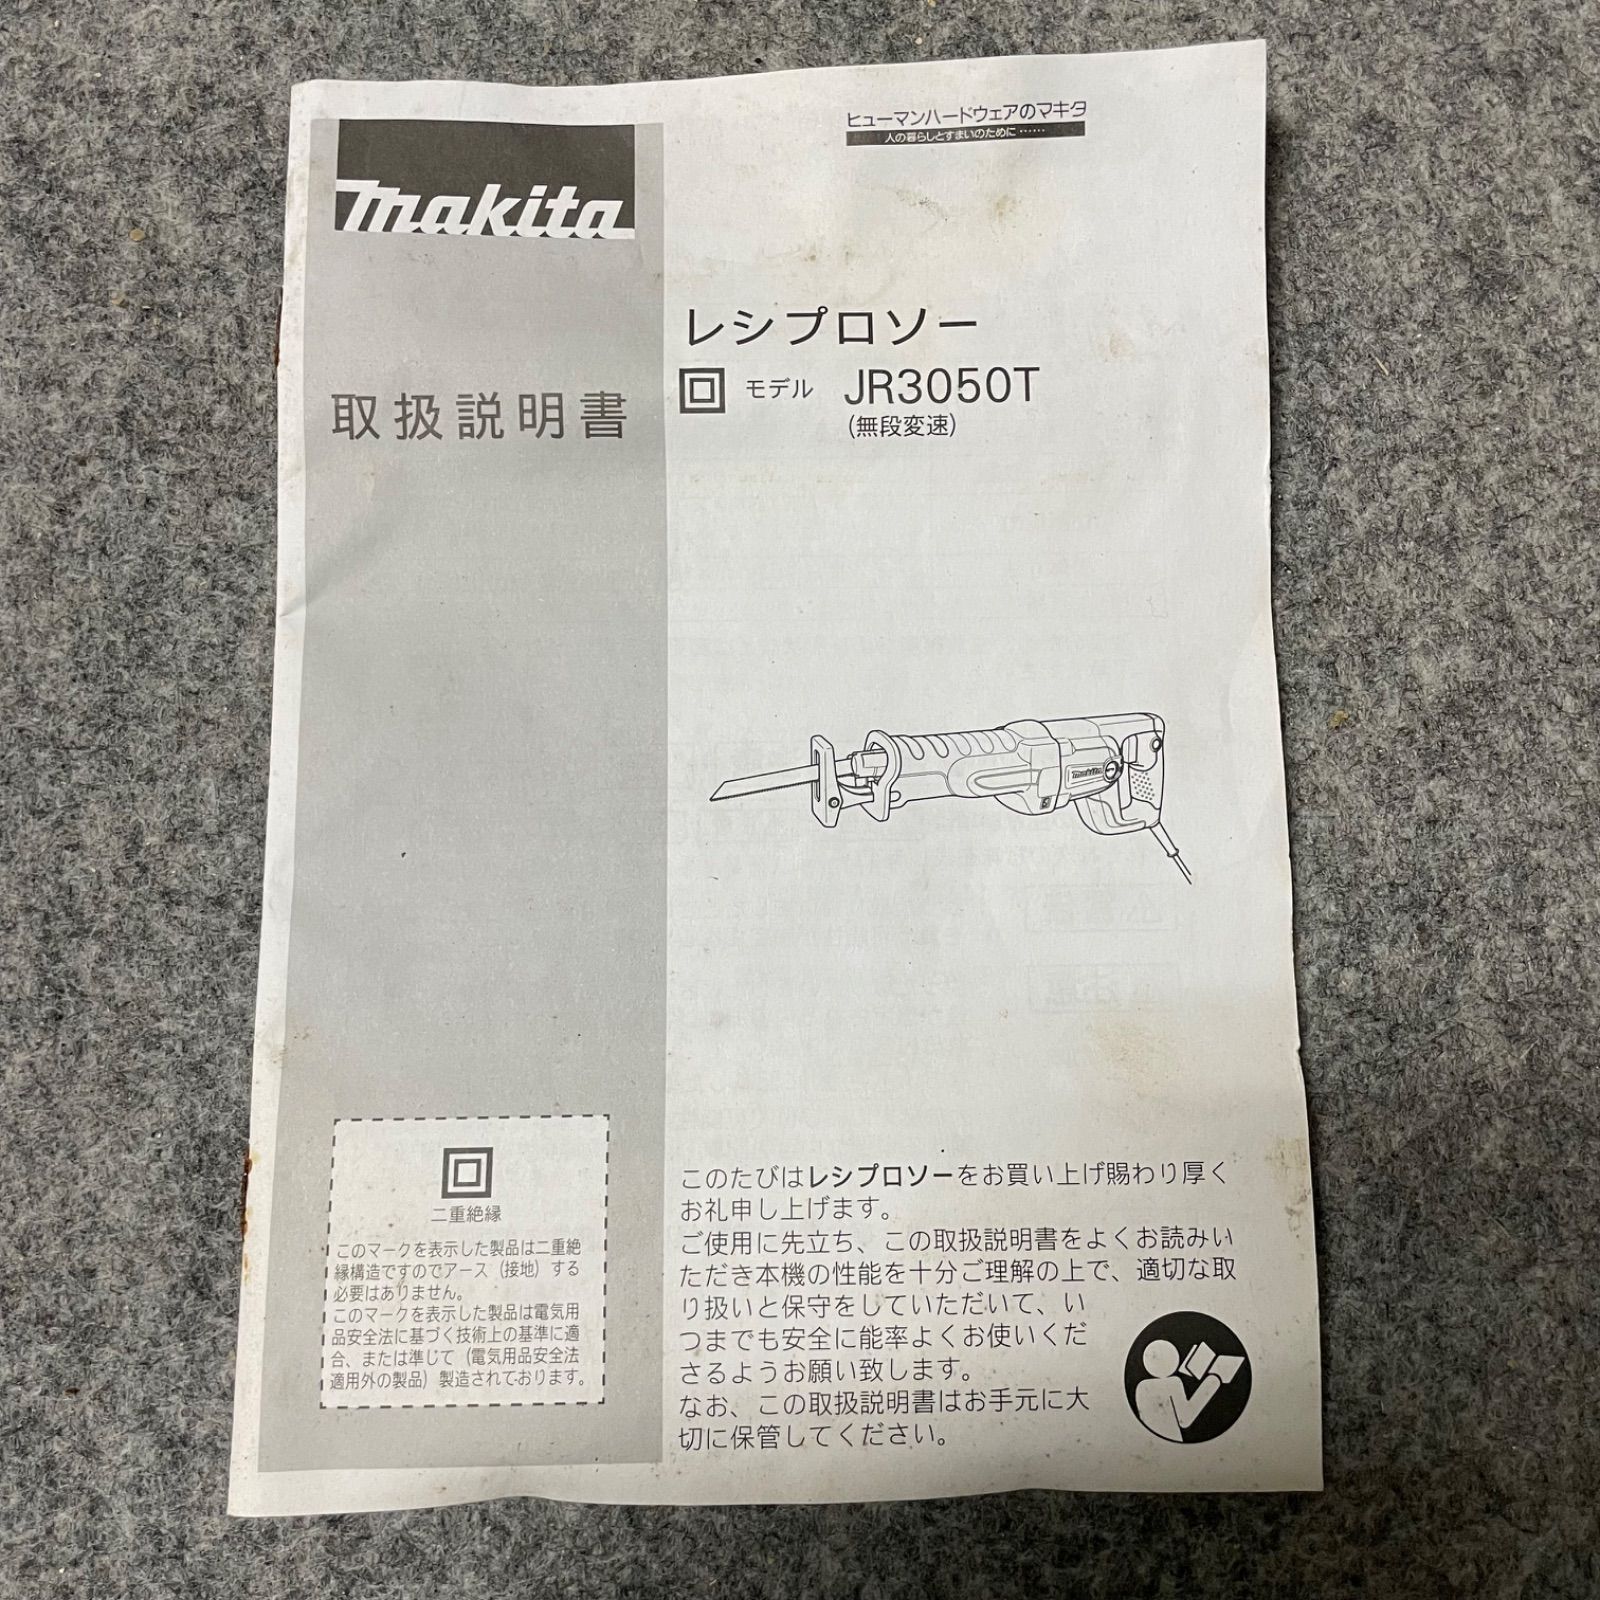 makita
ヒューマンハードウェアのマキタ
人の暮らしとすまいのために……
取扱説明書
レシプロソー
モデル JR3050T
(無段変速)
makita
二重絶縁
このマークを表示した製品は二重絶
縁構造ですのでアース（接地）する
必要はありません。
このマークを表示した製品は電気用
品安全法に基づく技術上の基準に適
合、または準じて（電気用品安全法
適用外の製品）製造されております。
このたびはレシプロソーをお買い上げ賜わり厚く
お礼申し上げます。
ご使用に先立ち、この取扱説明書をよくお読みい
ただき本機の性能を十分ご理解の上で、適切な取
り扱いと保守をしていただいて、い
つまでも安全に能率よくお使いくだ
さるようお願い致します。
なお、この取扱説明書はお手元に大
切に保管してください。